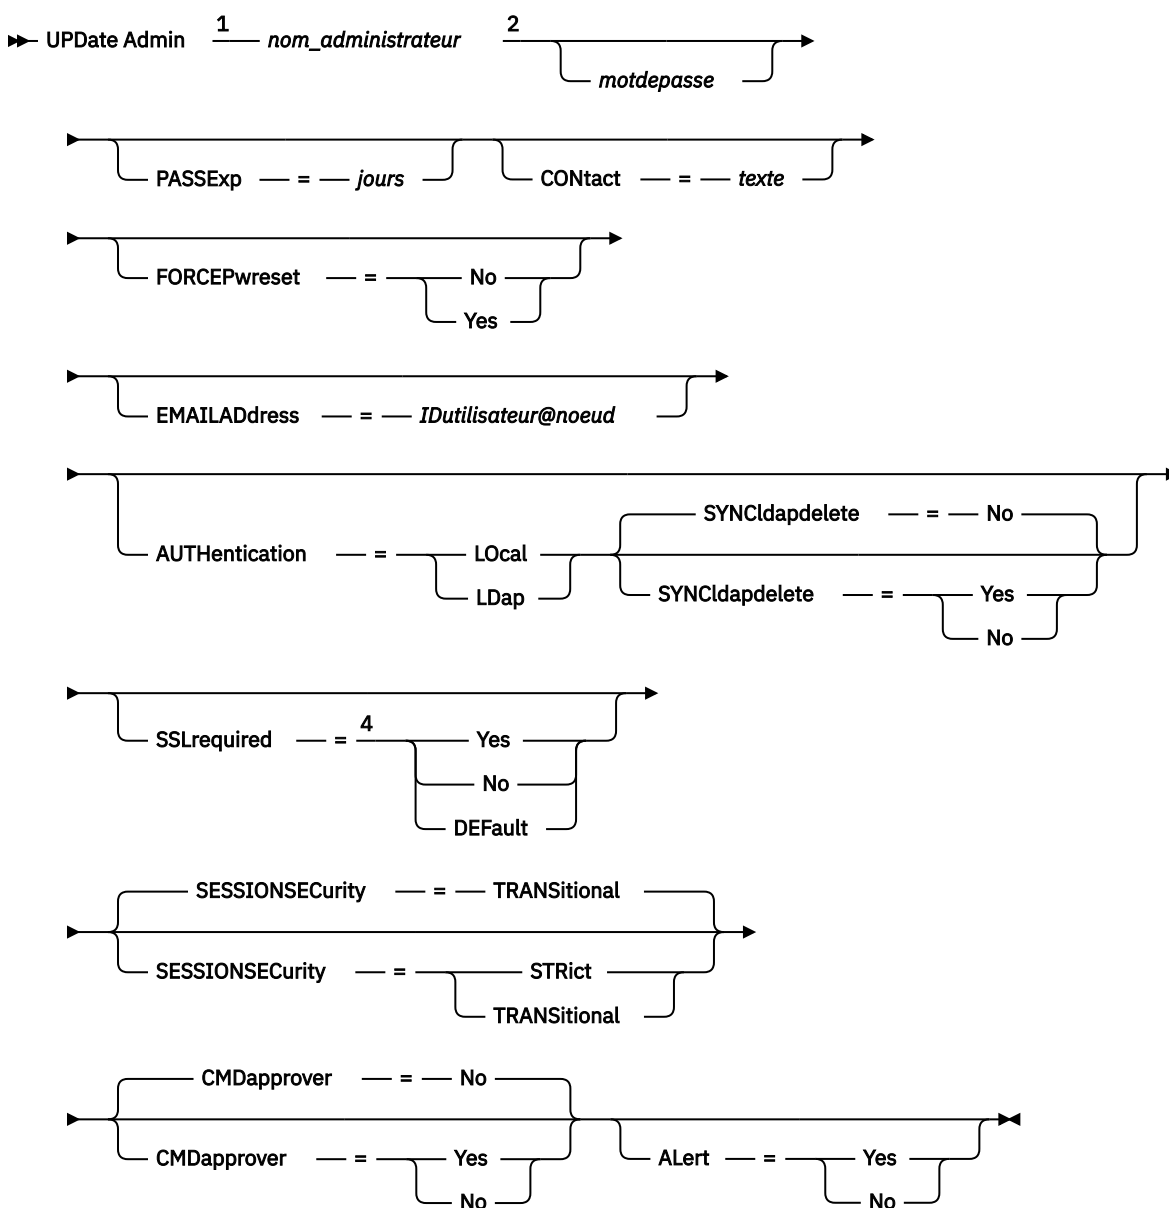 1 2
UPDate Admin nom_administrateur
motdepasse
PASSExp = jours CONtact = texte
FORCEPwreset = No
Yes
EMAILADdress = IDutilisateur@noeud
SYNCldapdelete = No
AUTHentication = LOcal
LDap
SYNCldapdelete = Yes
No
4
SSLrequired = Yes
No
DEFault
SESSIONSECurity = TRANSitional
SESSIONSECurity = STRict
TRANSitional
CMDapprover = No
CMDapprover = Yes ALert = Yes
No No